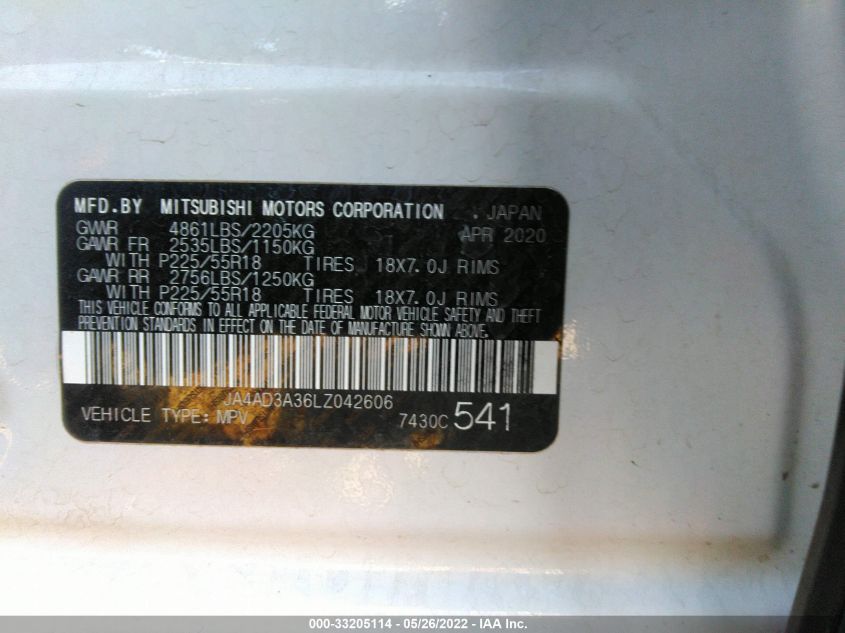 MFD.BY MITSUBISHI MOTORS CORPORATION . JAPAN
GVWR 4861LBS/2205KG APR 2020
GAWR FR 2535LBS/1150KG
WITH P225/55R18 TIRES 18X7.0J RIMS
GAWR RR 2756LBS/1250KG
WITH P225/55R18 TIRES 18X7.0J RIMS
THIS VEHICLE CONFORMS TO ALL APPLICABLE FEDERAL MOTOR VEHICLE SAFETY AND THEFT
PREVENTION STANDARDS IN EFFECT ON THE DATE OF MANUFACTURE SHOWN ABOVE.
JA4AD3A36LZ042606
VEHICLE TYPE:MPV 7430C 541
000-33205114 - 05/26/2022 - IAA Inc.